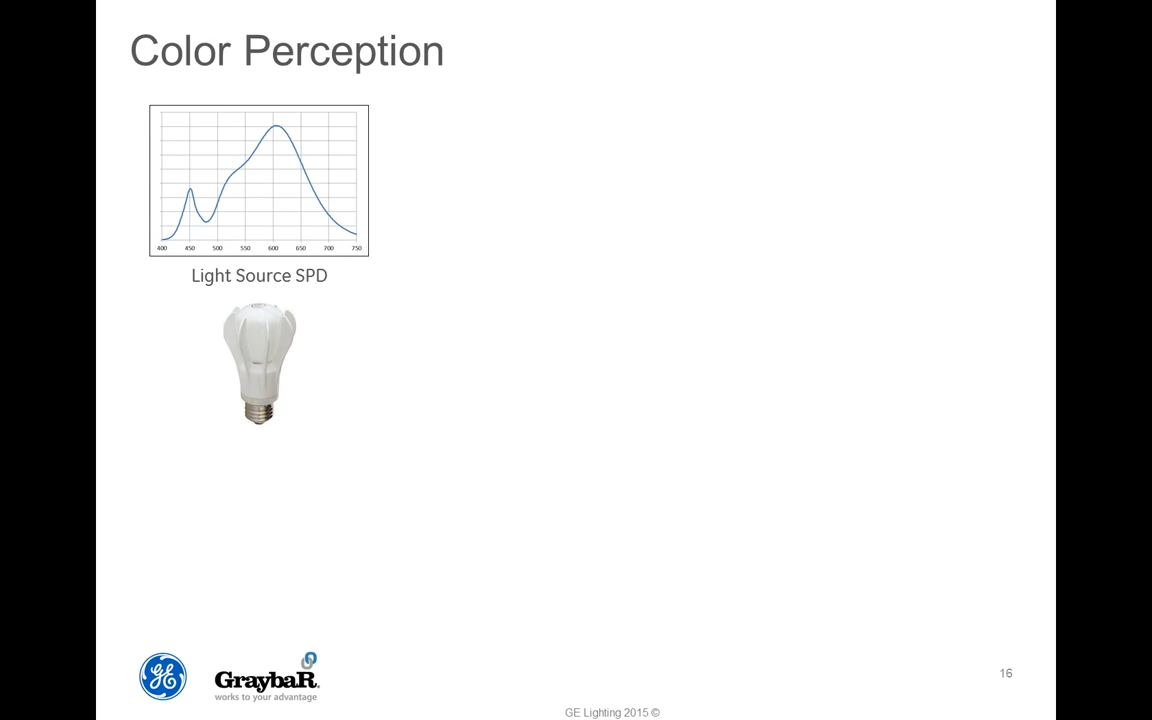 Color Perception
400 450 500 550 600 650 700 750
Light Source SPD
GE
GraybaR.
works to your advantage
16
GE Lighting 2015 ©